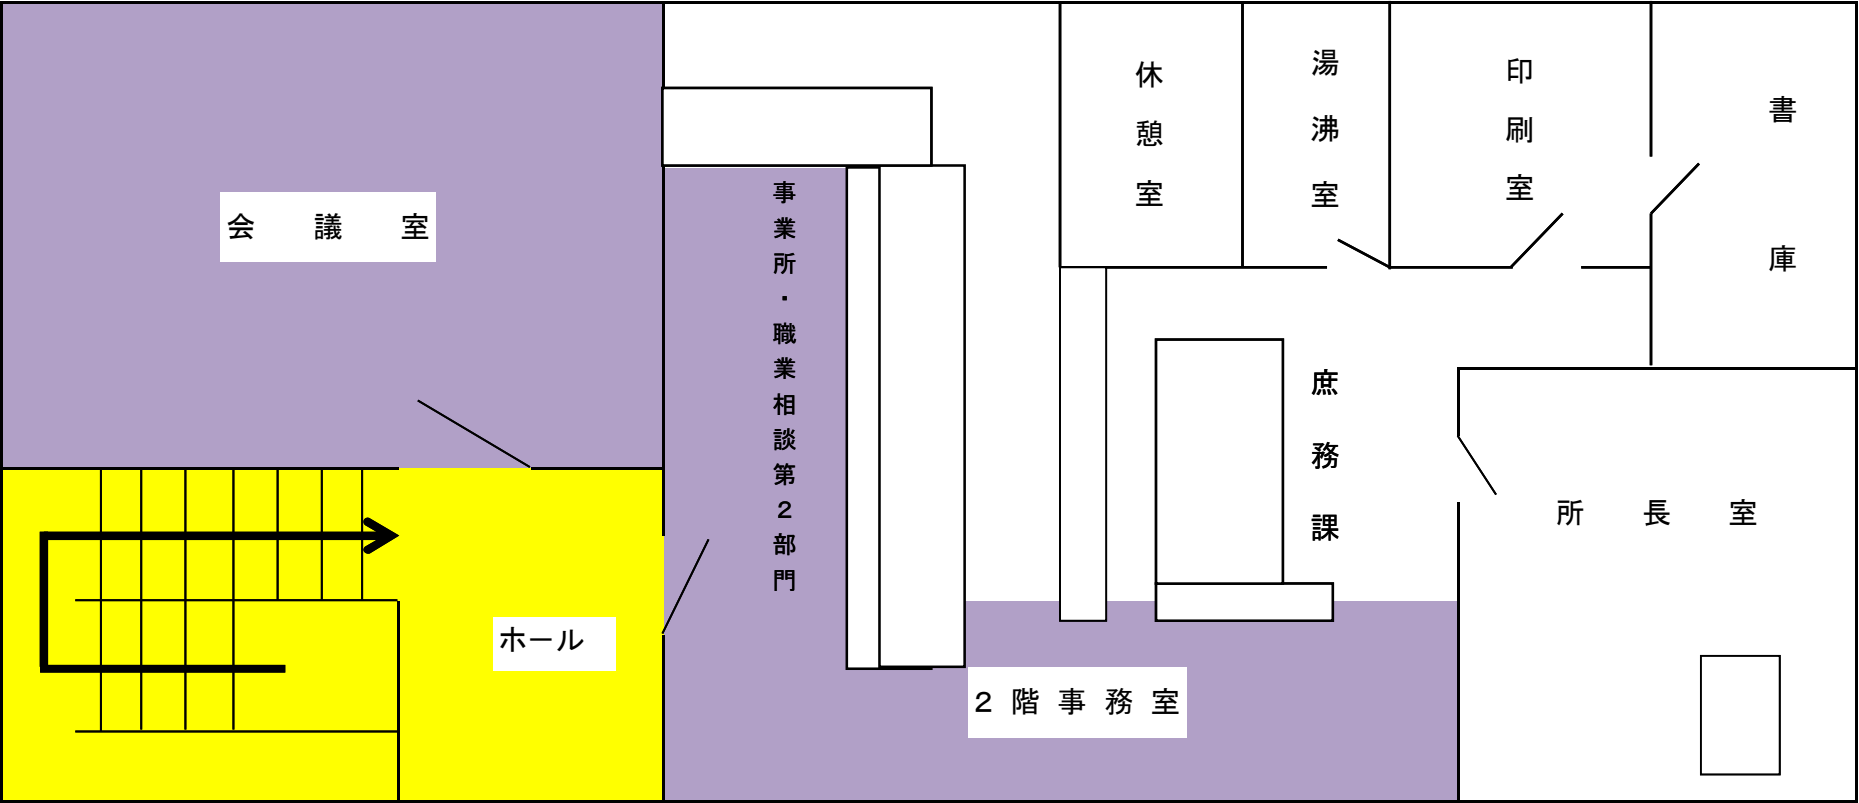 会議室
事業所・職業相談第２部門
休憩室
湯沸室
印刷室
書庫
庶務課
所長室
ホール
２階事務室